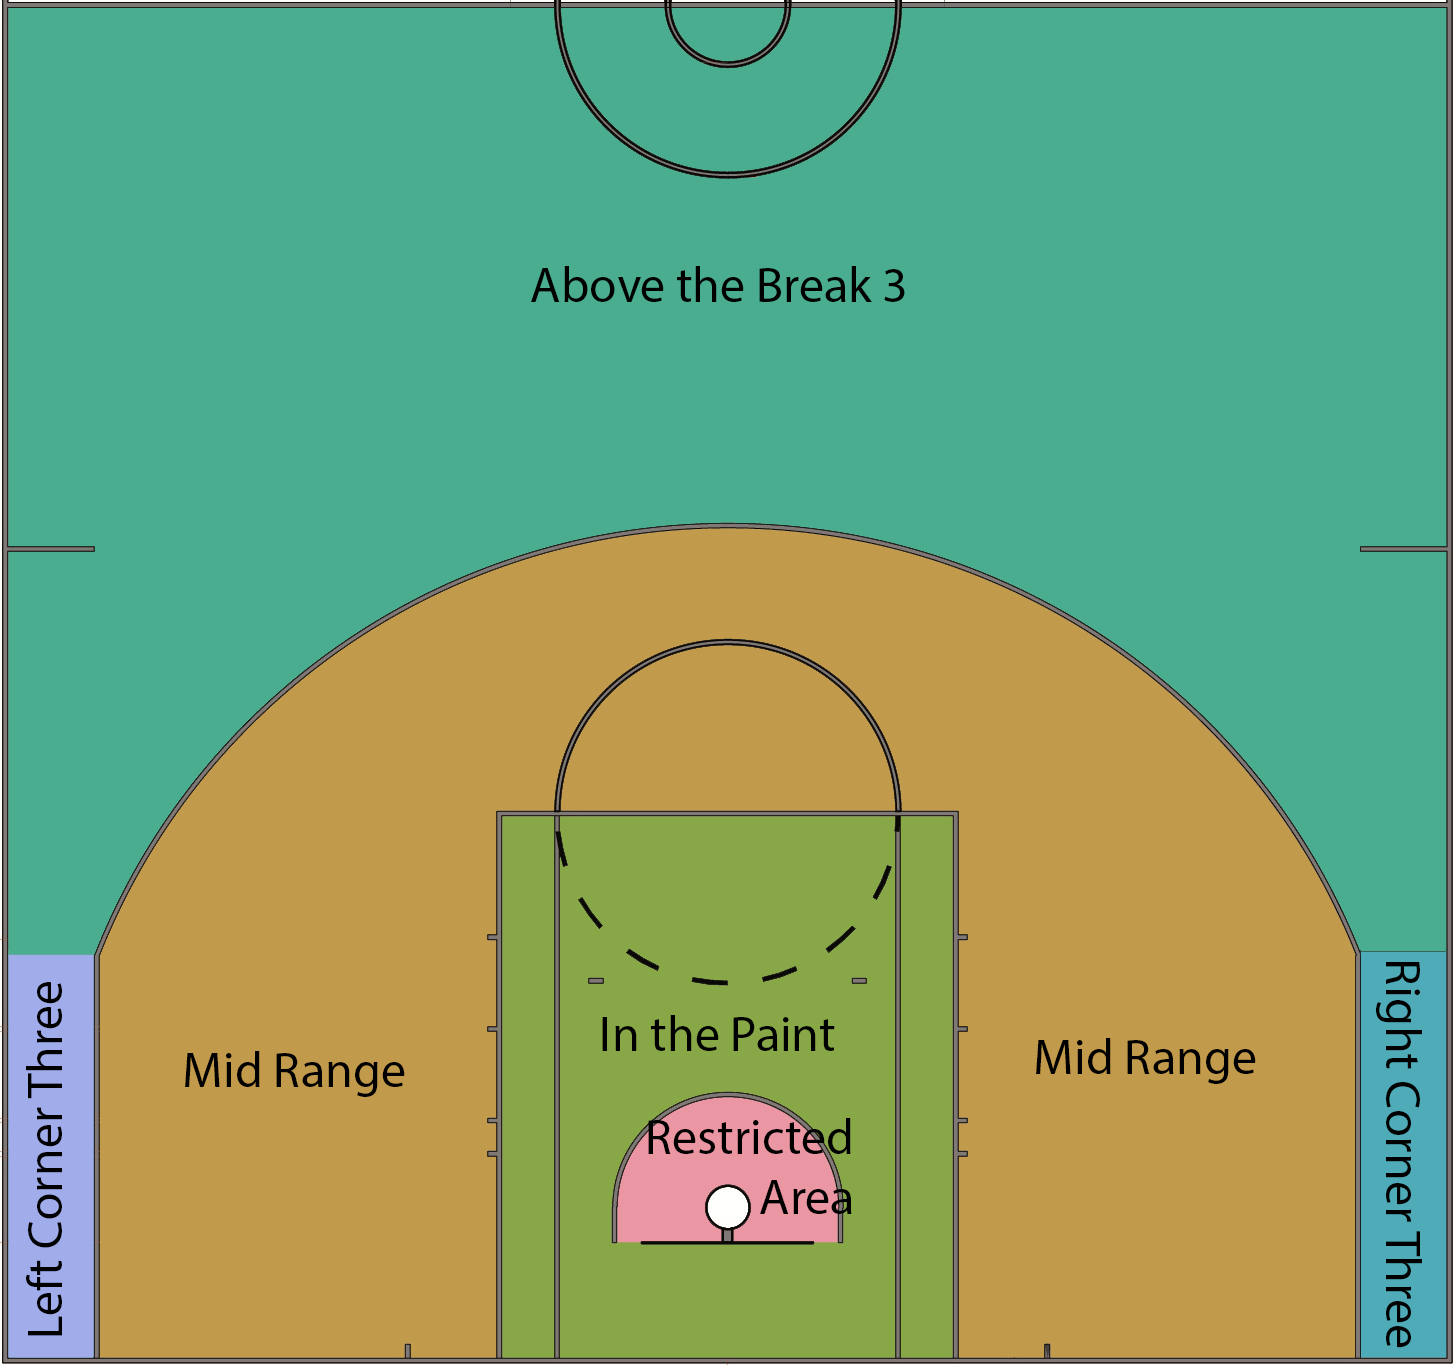 Above the Break 3
In the Paint
Mid Range
Mid Range
Restricted
Area
Left Corner Three
Right Corner Three